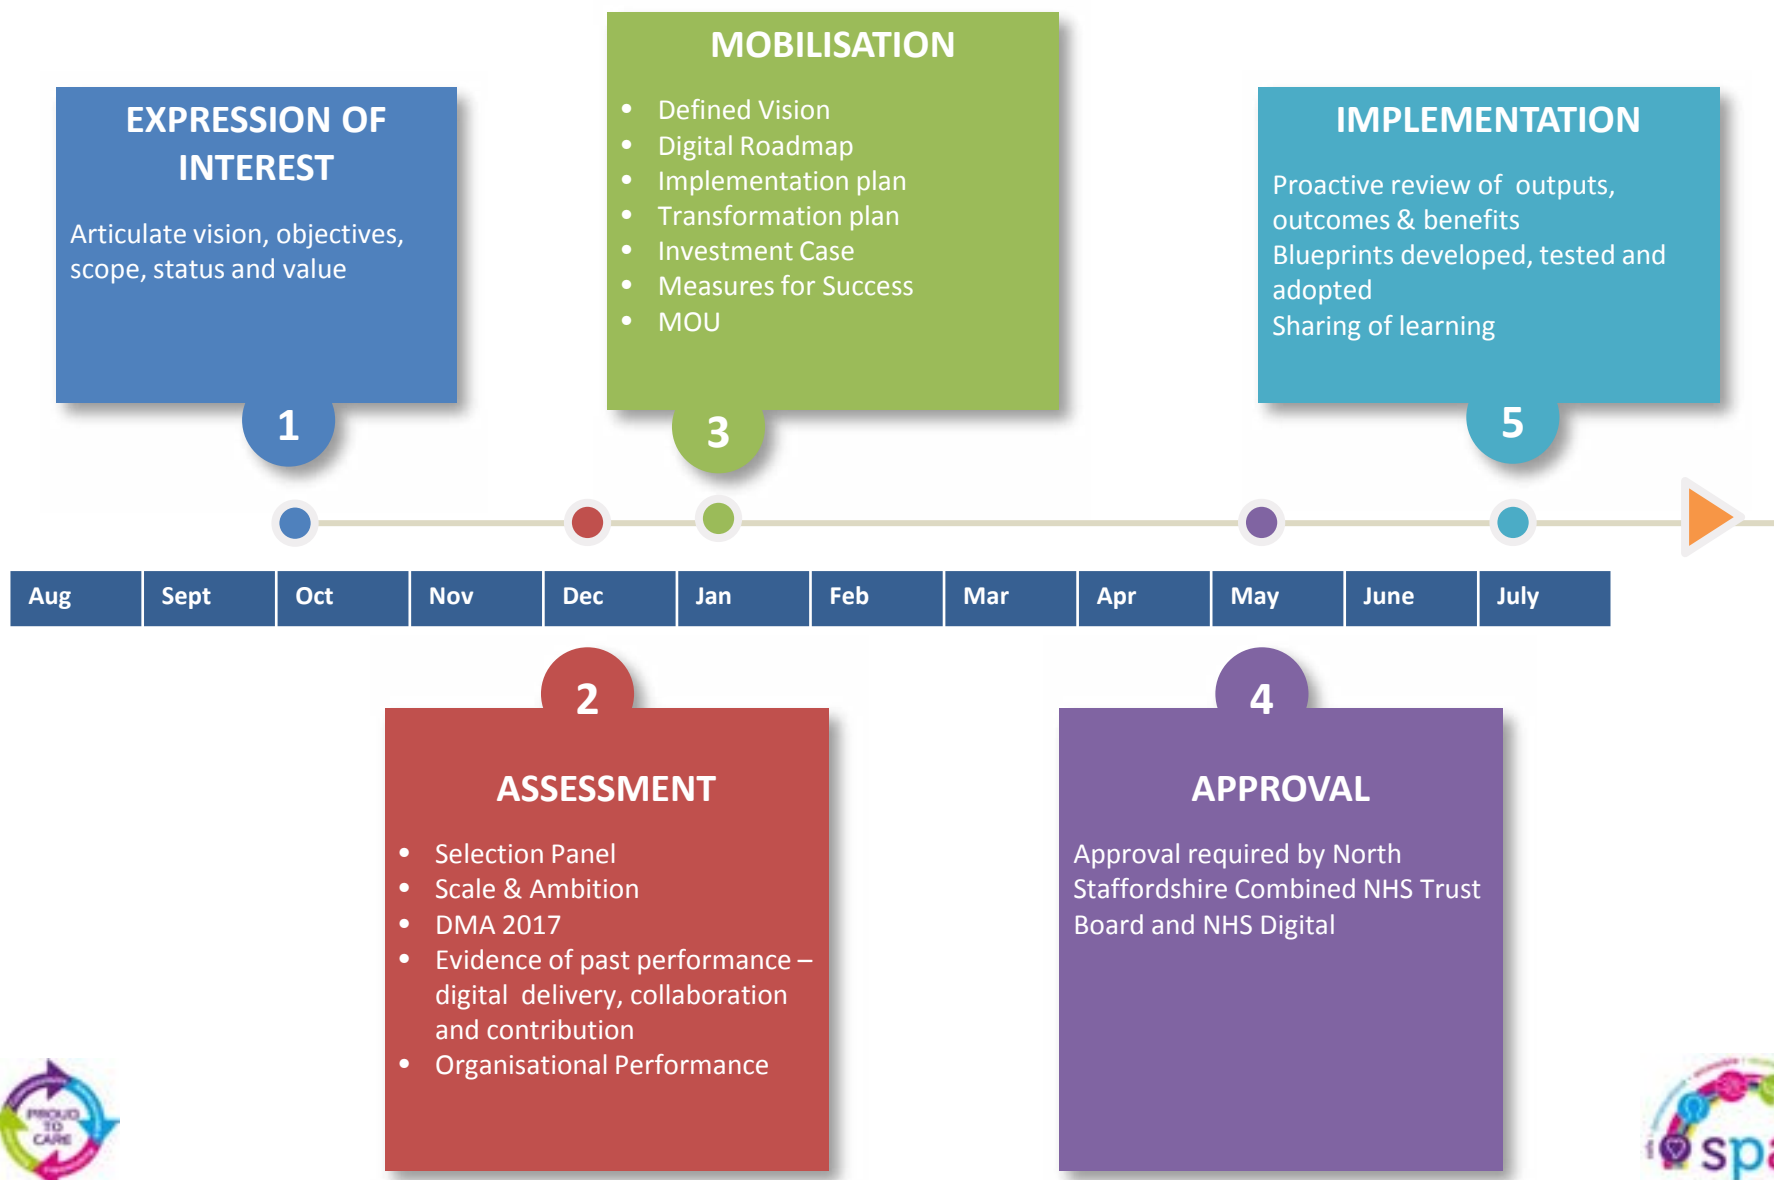 EXPRESSION OF
INTEREST
Articulate vision, objectives,
scope, status and value
1
MOBILISATION
• Defined Vision
• Digital Roadmap
• Implementation plan
• Transformation plan
• Investment Case
• Measures for Success
• MOU
3
IMPLEMENTATION
Proactive review of outputs,
outcomes & benefits
Blueprints developed, tested and
adopted
Sharing of learning
5
Aug Sept Oct Nov Dec Jan Feb Mar Apr May June July
2
ASSESSMENT
• Selection Panel
• Scale & Ambition
• DMA 2017
• Evidence of past performance –
digital delivery, collaboration
and contribution
• Organisational Performance
4
APPROVAL
Approval required by North
Staffordshire Combined NHS Trust
Board and NHS Digital
PROUD
TO
CARE
spa